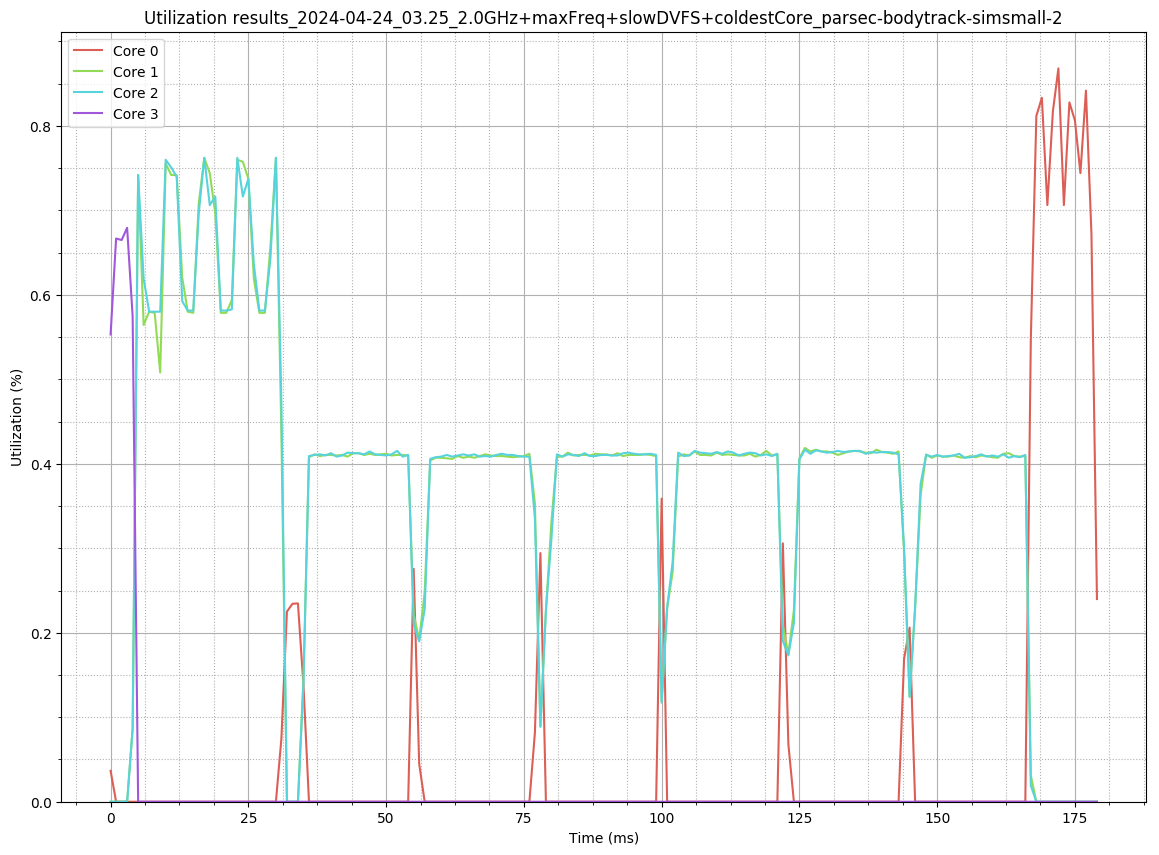 Utilization results_2024-04-24_03.25_2.0GHz+maxFreq+slowDVFS+coldestCore_parsec-bodytrack-simsmall-2
Core 0
Core 1
Core 2
Core 3
0.8
0.6
0.4
0.2
0.0
Utilization (%)
0 25 50 75 100 125 150 175
Time (ms)